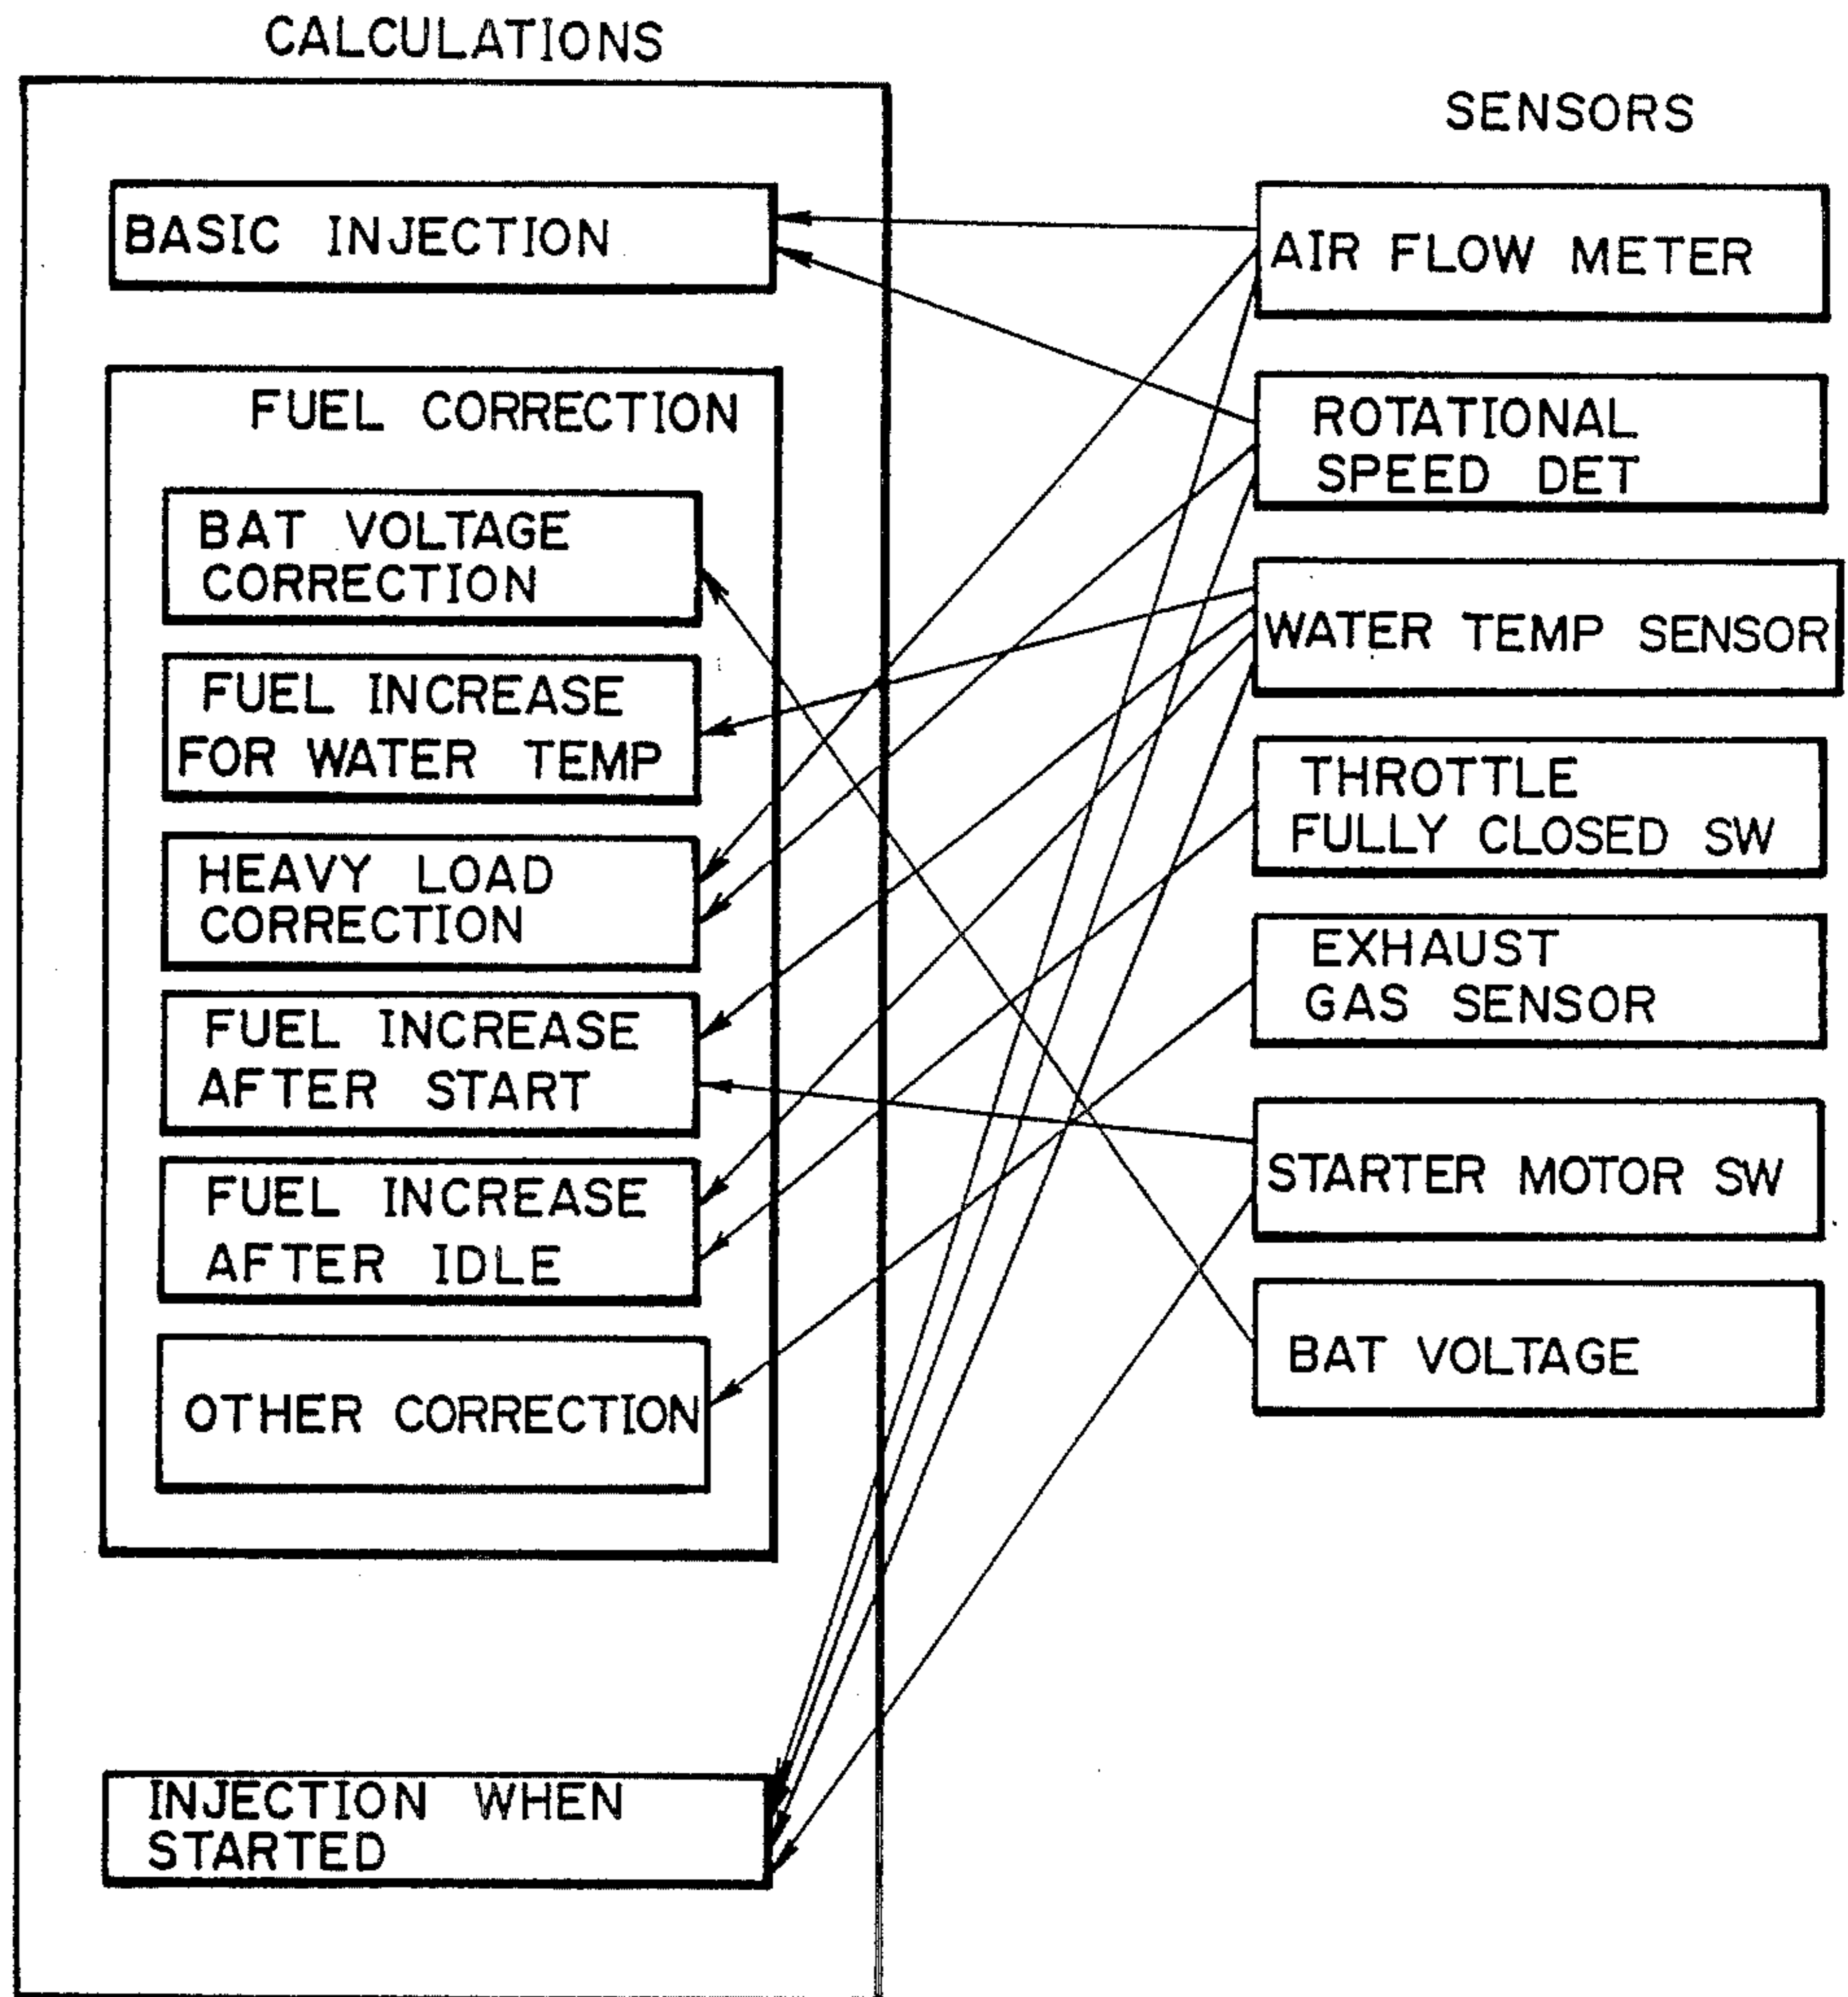 CALCULATIONS
BASIC INJECTION
FUEL CORRECTION
BAT VOLTAGE
CORRECTION
FUEL INCREASE
FOR WATER TEMP
HEAVY LOAD
CORRECTION
FUEL INCREASE
AFTER START
FUEL INCREASE
AFTER IDLE
OTHER CORRECTION
INJECTION WHEN
STARTED
SENSORS
AIR FLOW METER
ROTATIONAL
SPEED DET
WATER TEMP SENSOR
THROTTLE
FULLY CLOSED SW
EXHAUST
GAS SENSOR
STARTER MOTOR SW
BAT VOLTAGE